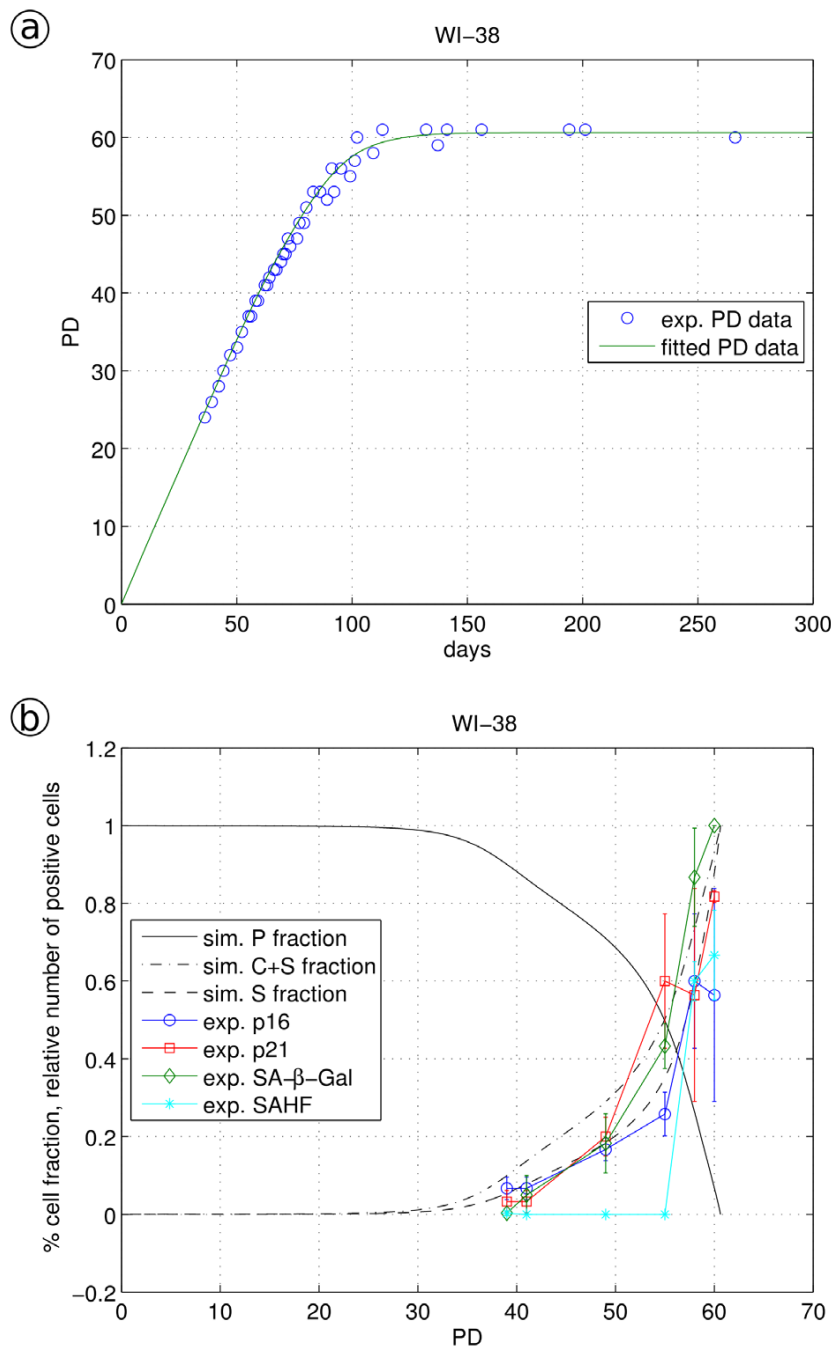 a
WI−38
70
60
50
40
30
20
10
0
PD
exp. PD data
fitted PD data
0 50 100 150 200 250 300
days
b
WI−38
1.2
1
0.8
0.6
0.4
0.2
0
−0.2
% cell fraction, relative number of positive cells
sim. P fraction
sim. C+S fraction
sim. S fraction
exp. p16
exp. p21
exp. SA−β−Gal
exp. SAHF
0 10 20 30 40 50 60 70
PD